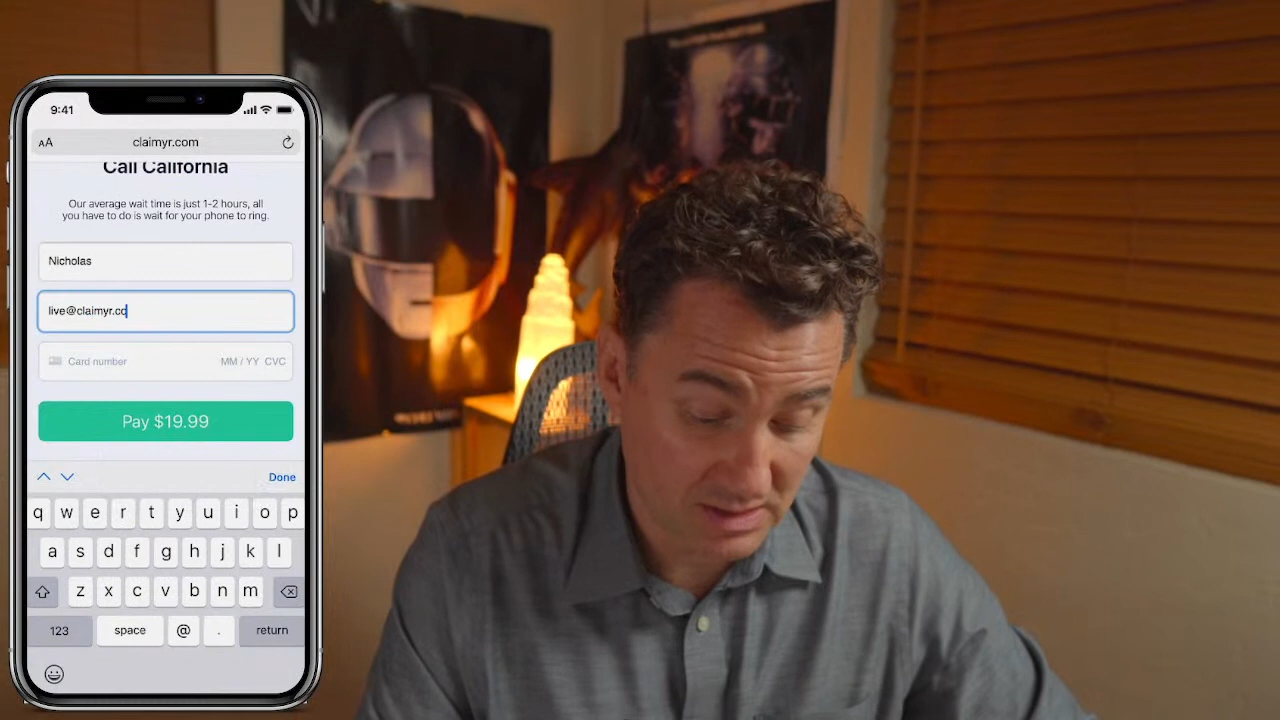 9:41
AA
claimyr.com
Call California
Our average wait time is just 1-2 hours, all
you have to do is wait for your phone to ring.
Nicholas
live@claimyr.co
Card number MM / YY CVC
Pay $19.99
Done
q w e r t y u i o p
a s d f g h j k l
z x c v b n m
123 space @ . return